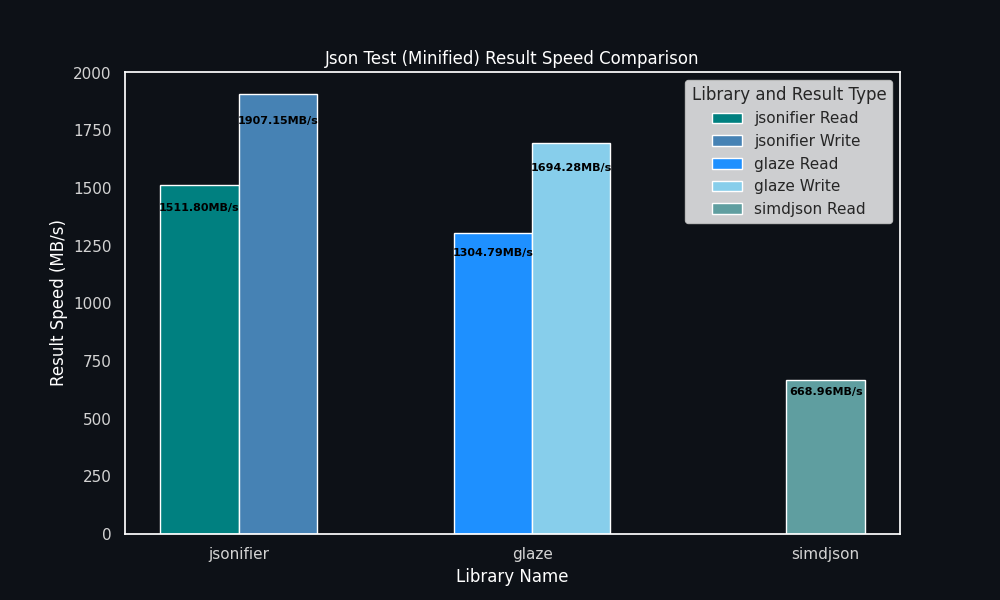 Json Test (Minified) Result Speed Comparison
2000
1750
1500
1250
1000
750
500
250
0
Result Speed (MB/s)
1511.80MB/s
1907.15MB/s
1304.79MB/s
1694.28MB/s
668.96MB/s
Library and Result Type
jsonifier Read
jsonifier Write
glaze Read
glaze Write
simdjson Read
jsonifier
glaze
simdjson
Library Name